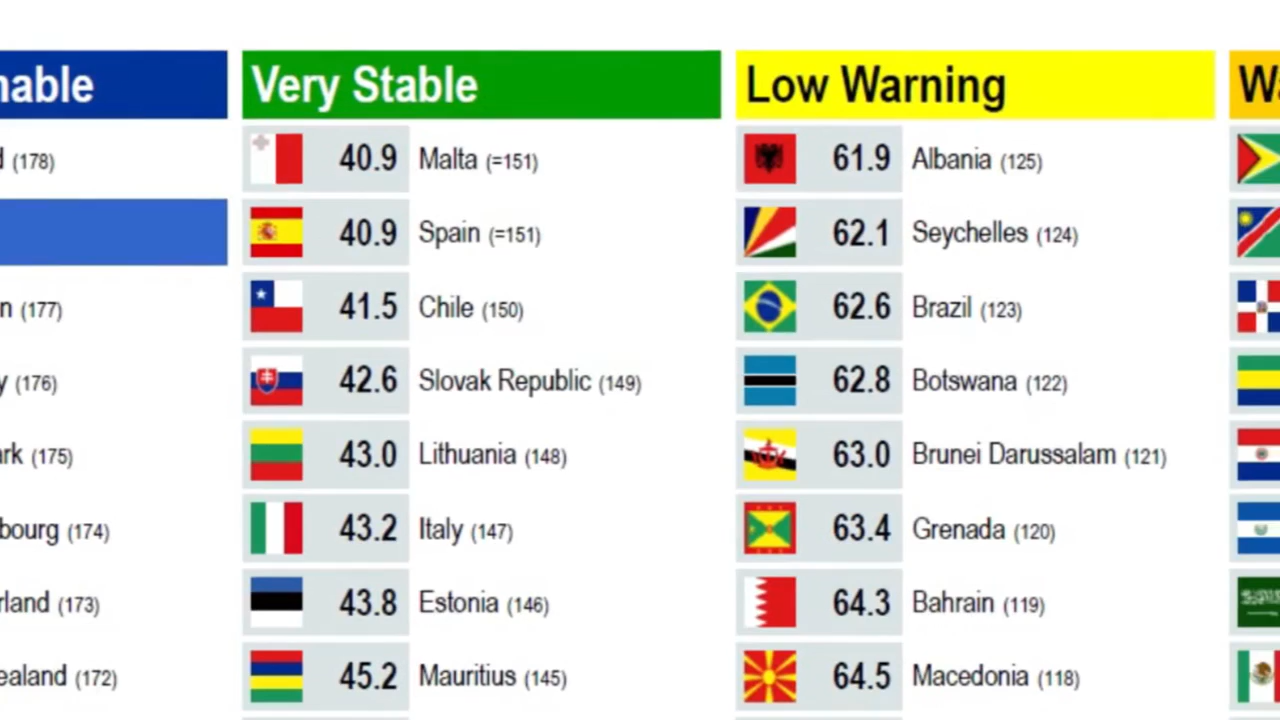 nable Very Stable Low Warning Wa
d (178) 40.9 Malta (=151) 61.9 Albania (125)
40.9 Spain (=151) 62.1 Seychelles (124)
n (177) 41.5 Chile (150) 62.6 Brazil (123)
y (176) 42.6 Slovak Republic (149) 62.8 Botswana (122)
rk (175) 43.0 Lithuania (148) 63.0 Brunei Darussalam (121)
bourg (174) 43.2 Italy (147) 63.4 Grenada (120)
rland (173) 43.8 Estonia (146) 64.3 Bahrain (119)
ealand (172) 45.2 Mauritius (145) 64.5 Macedonia (118)